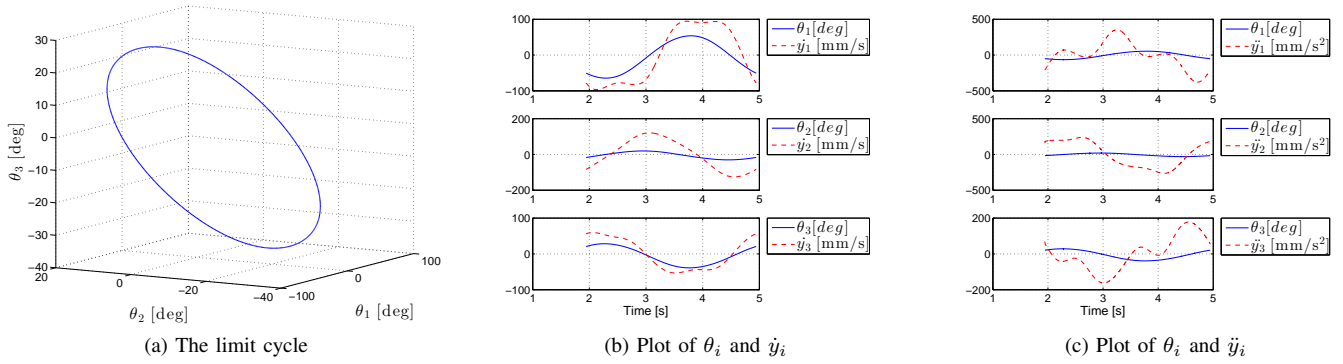 30
20
10
0
−10
−20
−30
−40
θ3 [deg]
20
0
−20
−40
θ2 [deg]
−100
0
100
θ1 [deg]
(a) The limit cycle
100
0
−100
1 2 3 4 5
θ1[deg]
ẏ1 [mm/s]
200
0
−200
1 2 3 4 5
θ2[deg]
ẏ2 [mm/s]
100
0
−100
1 2 3 4 5
Time [s]
θ3[deg]
ẏ3 [mm/s]
(b) Plot of θi and ẏi
500
0
−500
1 2 3 4 5
θ1[deg]
ÿ1 [mm/s²]
500
0
−500
1 2 3 4 5
θ2[deg]
ÿ2 [mm/s²]
200
0
−200
1 2 3 4 5
Time [s]
θ3[deg]
ÿ3 [mm/s²]
(c) Plot of θi and ÿi